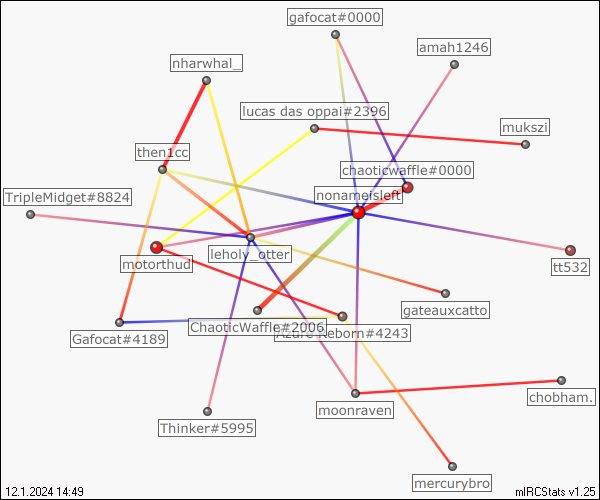 gafocat#0000
amah1246
nharwhal_
lucas das oppai#2396
mukszi
then1cc
chaoticwaffle#0000
TripleMidget#8824
nonameisleft
leholy_otter
motorthud
tt532
gateauxcatto
ChaoticWaffle#2006
Azure Reborn#4243
Gafocat#4189
chobham.
moonraven
Thinker#5995
mercurybro
12.1.2024 14:49
mIRCStats v1.25